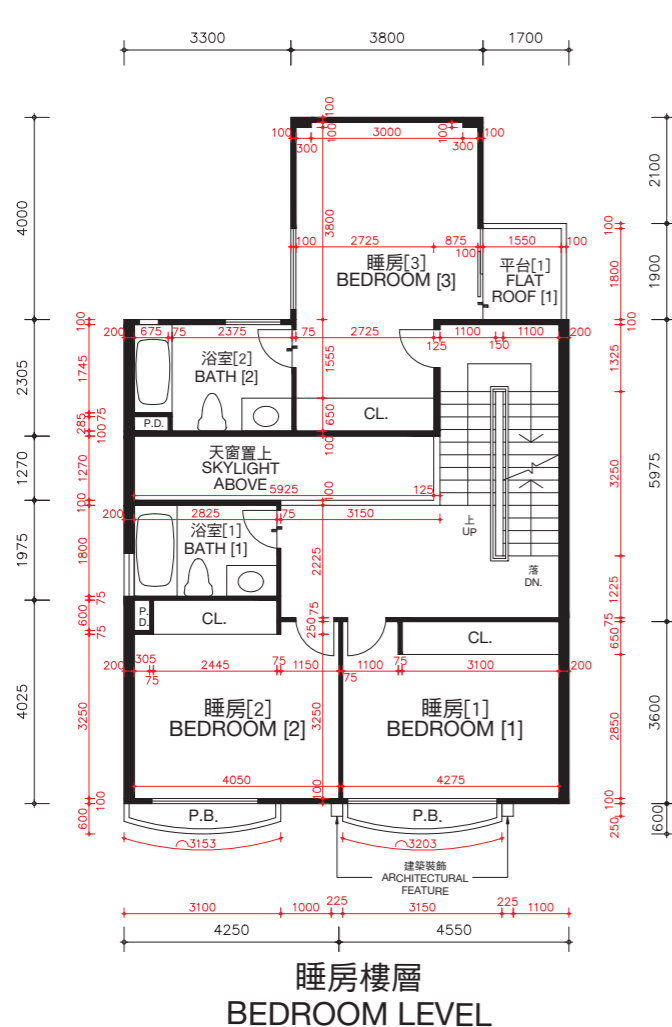 3300 3800 1700
100
100 100 3000 100 100
300 300
2100
4000
3800
100
100 2725 875 1550 100
100
睡房[3]
BEDROOM [3]
平台[1]
FLAT
ROOF [1]
1800
1900
100
200 675 75 2375 75 2725 1100 1100 200
125 150
100
1745
2305
浴室[2]
BATH [2]
1555
1325
285 75
P.D.
CL.
650
100
100
天窗置上
SKYLIGHT
ABOVE
1270
1270
3250
5975
5925 125
100
100
200 2825 75 3150
浴室[1]
BATH [1]
上
UP
1800
1975
2225
落
DN.
1225
75
600
P.
D.
CL.
75
250
75
650
CL.
75
200 305 2445 75 1150 1100 75 3100 200
75 75
睡房[2]
BEDROOM [2]
睡房[1]
BEDROOM [1]
4025
3250
3250
2850
3600
4050 4275
100
100
100
P.B. P.B.
600
250
600
3153 3203
建築裝飾
ARCHITECTURAL
FEATURE
3100 1000 225 3150 225 1100
4250 4550
睡房樓層
BEDROOM LEVEL